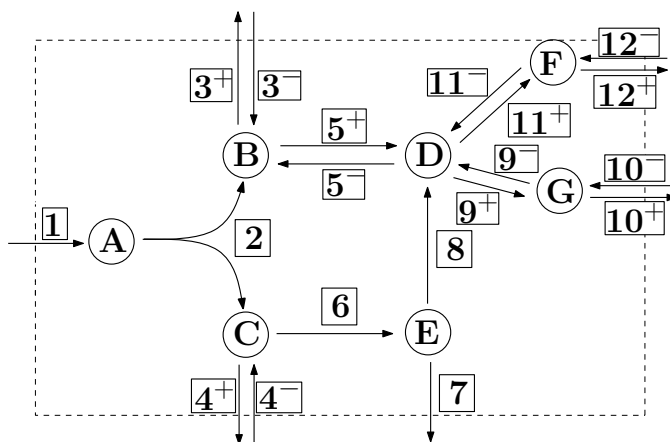 12⁻
F
3⁺ 3⁻ 11⁻ 12⁺
5⁺ 11⁺
B D 9⁻ 10⁻
5⁻ G
9⁺ 10⁺
1
A 2 8
6
C E
4⁺ 4⁻ 7